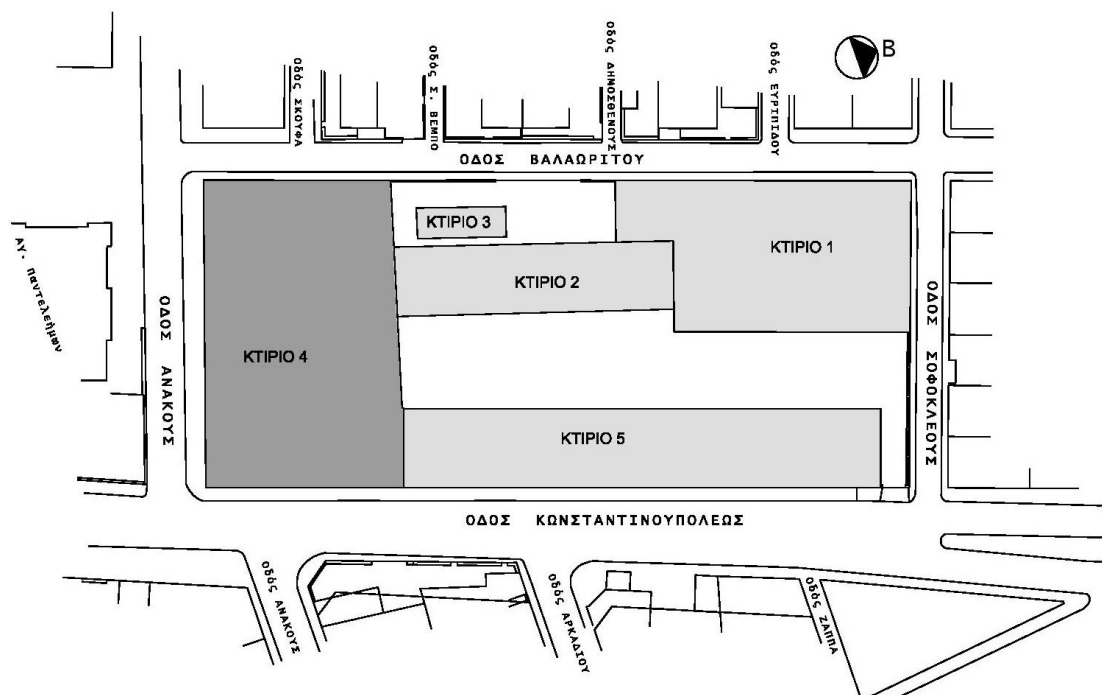 οδός ΣΚΟΥΦΑ
οδός Σ. ΒΕΜΠΟ
οδός ΔΗΜΟΣΘΕΝΟΥΣ
οδός ΕΥΡΙΠΙΔΟΥ
Β
ΟΔΟΣ ΒΑΛΑΩΡΙΤΟΥ
ΚΤΙΡΙΟ 3
ΚΤΙΡΙΟ 1
ΚΤΙΡΙΟ 2
ΑΥ. Παντελεήμων
ΟΔΟΣ ΑΝΑΚΟΥΣ
ΚΤΙΡΙΟ 4
ΟΔΟΣ ΣΟΦΟΚΛΕΟΥΣ
ΚΤΙΡΙΟ 5
ΟΔΟΣ ΚΩΝΣΤΑΝΤΙΝΟΥΠΟΛΕΩΣ
οδός ΑΝΑΚΟΥΣ
οδός ΑΡΚΑΔΙΟΥ
οδός ΖΑΠΠΑ